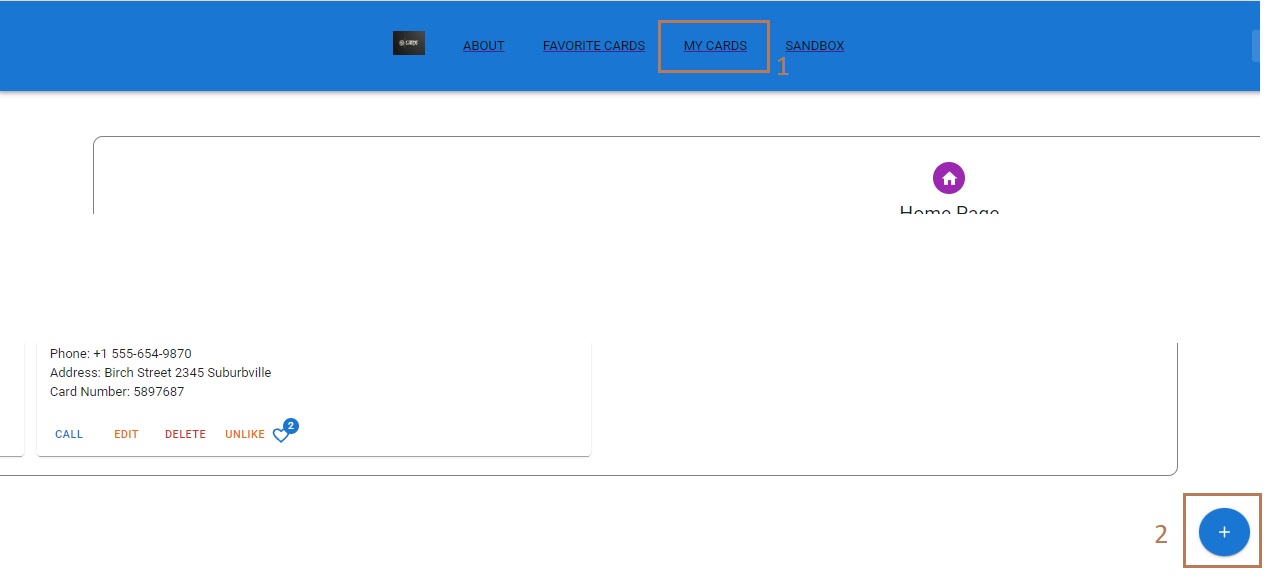 ABOUT FAVORITE CARDS MY CARDS SANDBOX
1
Home Page
Phone: +1 555-654-9870
Address: Birch Street 2345 Suburbville
Card Number: 5897687
CALL EDIT DELETE UNLIKE 2
2 +